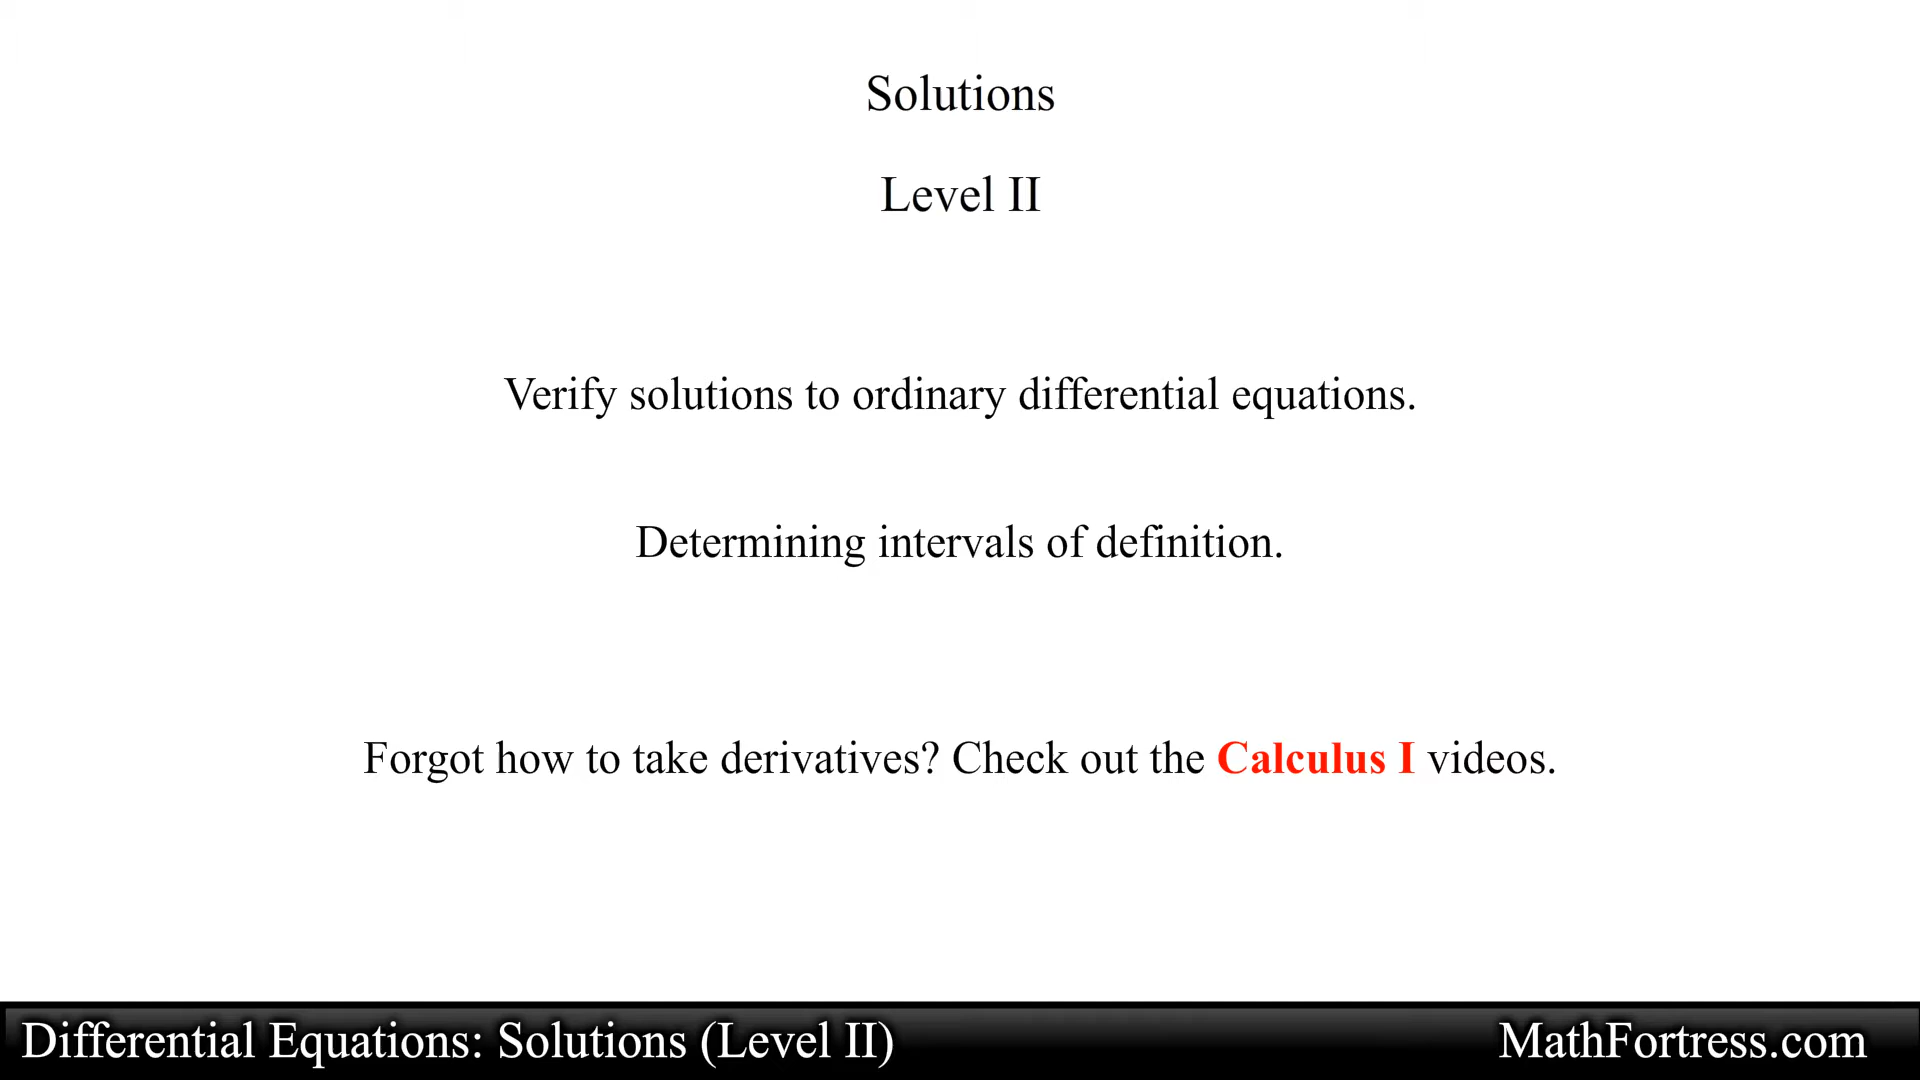 Solutions
Level II
Verify solutions to ordinary differential equations.
Determining intervals of definition.
Forgot how to take derivatives? Check out the Calculus I videos.
Differential Equations: Solutions (Level II)
MathFortress.com